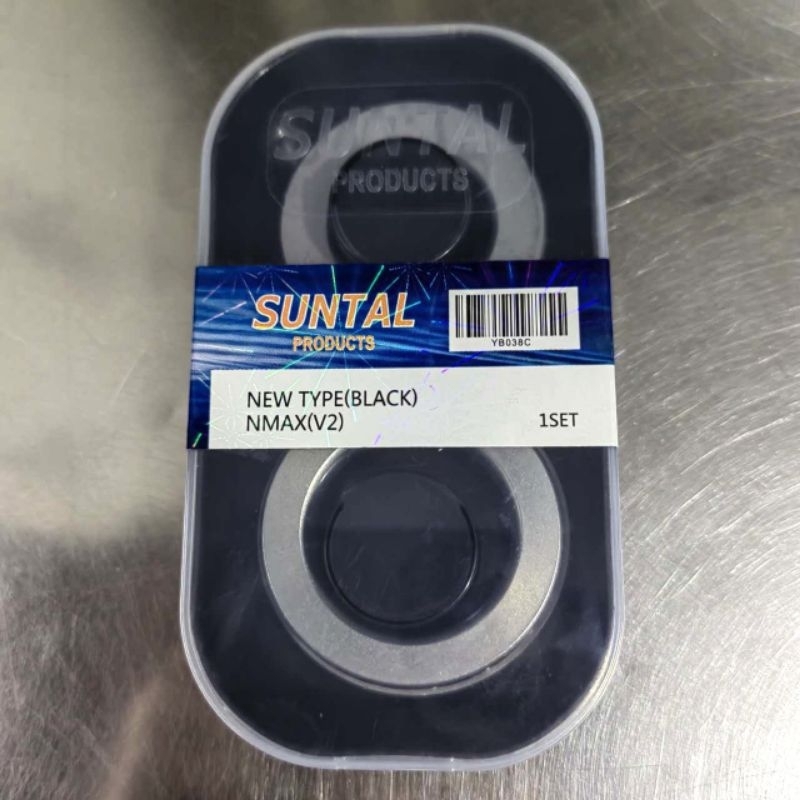 SUNTAL
PRODUCTS
SUNTAL
PRODUCTS
YB038C
NEW TYPE(BLACK)
NMAX(V2)
1SET